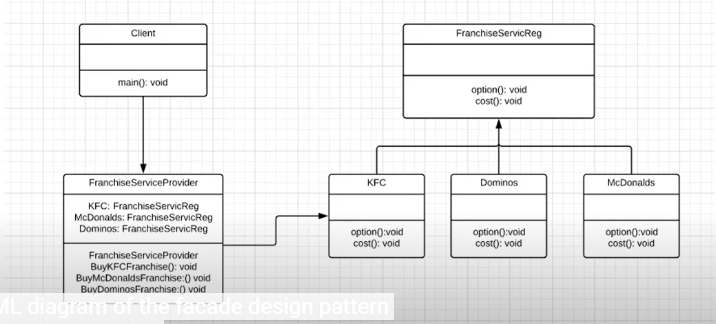 Client
main(): void
FranchiseServicReg
option(): void
cost(): void
FranchiseServiceProvider
KFC: FranchiseServicReg
McDonalds: FranchiseServicReg
Dominos: FranchiseServicReg
FranchiseServiceProvider
BuyKFCFranchise(): void
BuyMcDonaldsFranchise:() void
BuyDominosFranchise:() void
KFC
option():void
cost(): void
Dominos
option():void
cost(): void
McDonalds
option():void
cost(): void
ML diagram of the facade design pattern